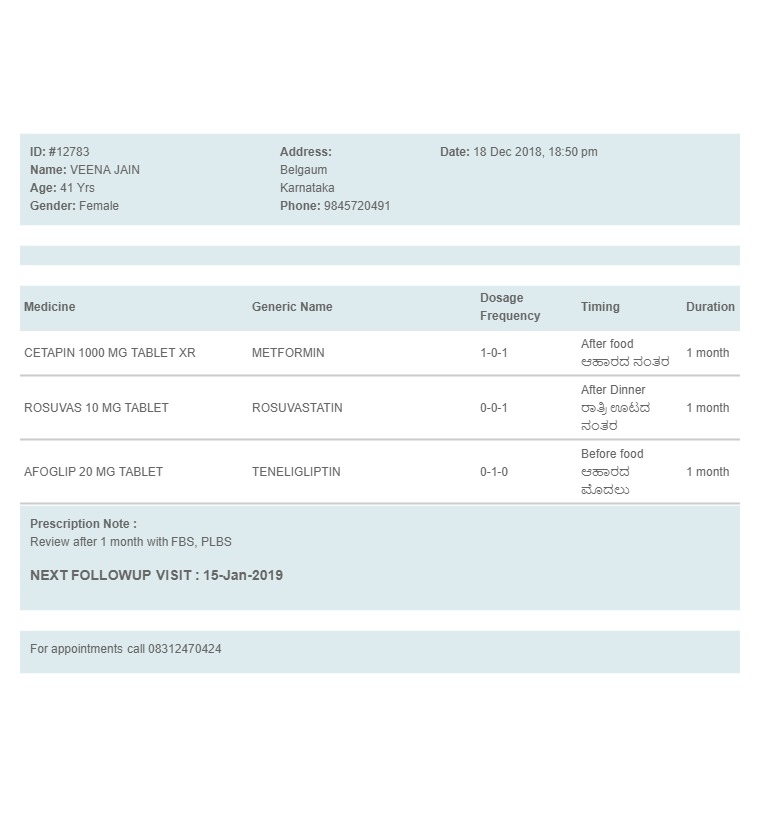 ID: #12783
Name: VEENA JAIN
Age: 41 Yrs
Gender: Female
Address:
Belgaum
Karnataka
Phone: 9845720491
Date: 18 Dec 2018, 18:50 pm
Medicine Generic Name Dosage Frequency Timing Duration
CETAPIN 1000 MG TABLET XR METFORMIN 1-0-1 After food 1 month
ಆಹಾರದ ನಂತರ
ROSUVAS 10 MG TABLET ROSUVASTATIN 0-0-1 After Dinner 1 month
ರಾತ್ರಿ ಊಟದ
ನಂತರ
AFOGLIP 20 MG TABLET TENELIGLIPTIN 0-1-0 Before food 1 month
ಆಹಾರದ
ಮೊದಲು
Prescription Note :
Review after 1 month with FBS, PLBS
NEXT FOLLOWUP VISIT : 15-Jan-2019
For appointments call 08312470424